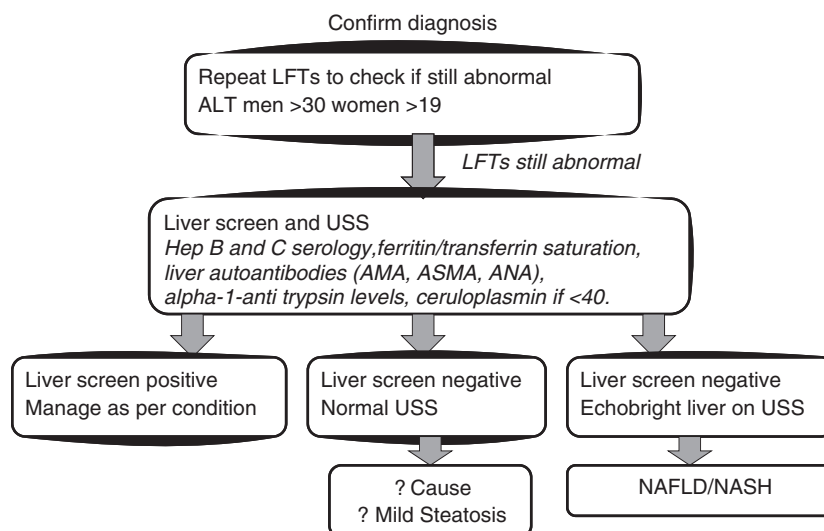 Confirm diagnosis
Repeat LFTs to check if still abnormal
ALT men >30 women >19
LFTs still abnormal
Liver screen and USS
Hep B and C serology,ferritin/transferrin saturation,
liver autoantibodies (AMA, ASMA, ANA),
alpha-1-anti trypsin levels, ceruloplasmin if <40.
Liver screen positive
Manage as per condition
Liver screen negative
Normal USS
Liver screen negative
Echobright liver on USS
? Cause
? Mild Steatosis
NAFLD/NASH